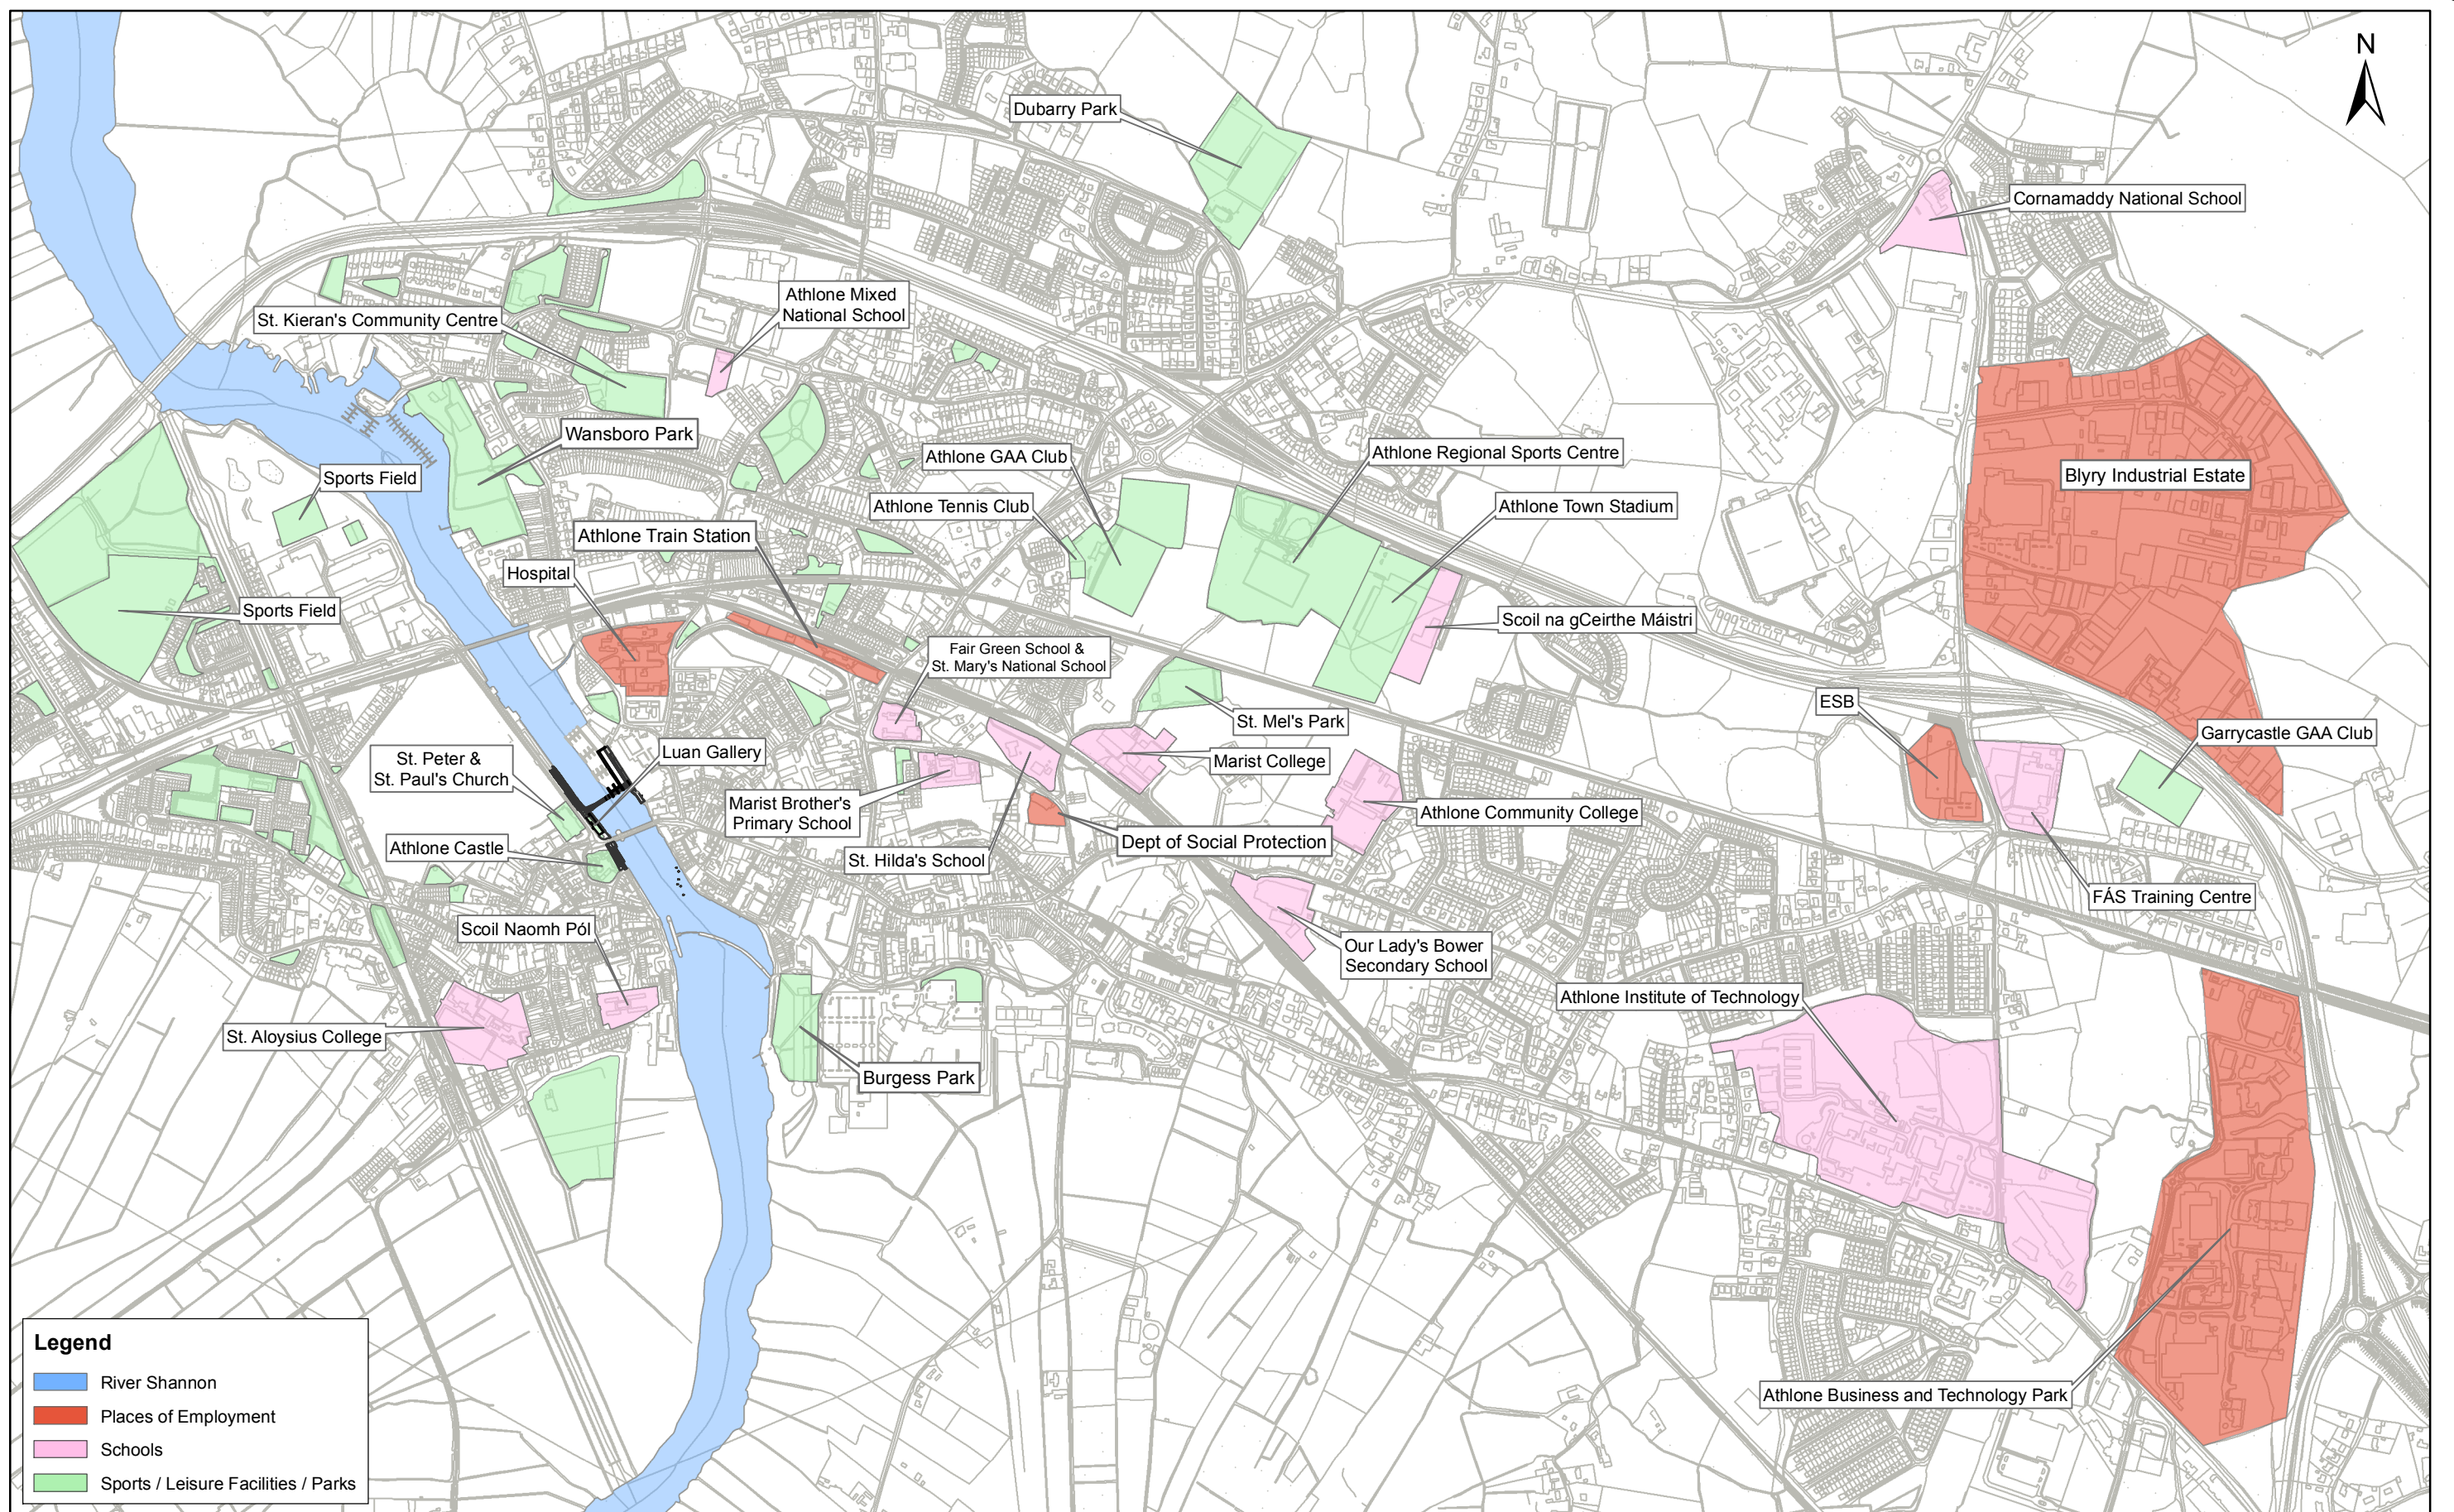 N
Dubarry Park
Cornamaddy National School
Athlone Mixed
National School
St. Kieran's Community Centre
Wansboro Park
Athlone GAA Club
Athlone Regional Sports Centre
Blyry Industrial Estate
Sports Field
Athlone Tennis Club
Athlone Town Stadium
Athlone Train Station
Hospital
Sports Field
Scoil na gCeirthe Máistri
Fair Green School &
St. Mary's National School
ESB
St. Mel's Park
Garrycastle GAA Club
Luan Gallery
St. Peter &
St. Paul's Church
Marist College
Marist Brother's
Primary School
Athlone Community College
Dept of Social Protection
Athlone Castle
St. Hilda's School
FÁS Training Centre
Scoil Naomh Pól
Our Lady's Bower
Secondary School
Athlone Institute of Technology
St. Aloysius College
Burgess Park
Athlone Business and Technology Park
Legend
River Shannon
Places of Employment
Schools
Sports / Leisure Facilities / Parks